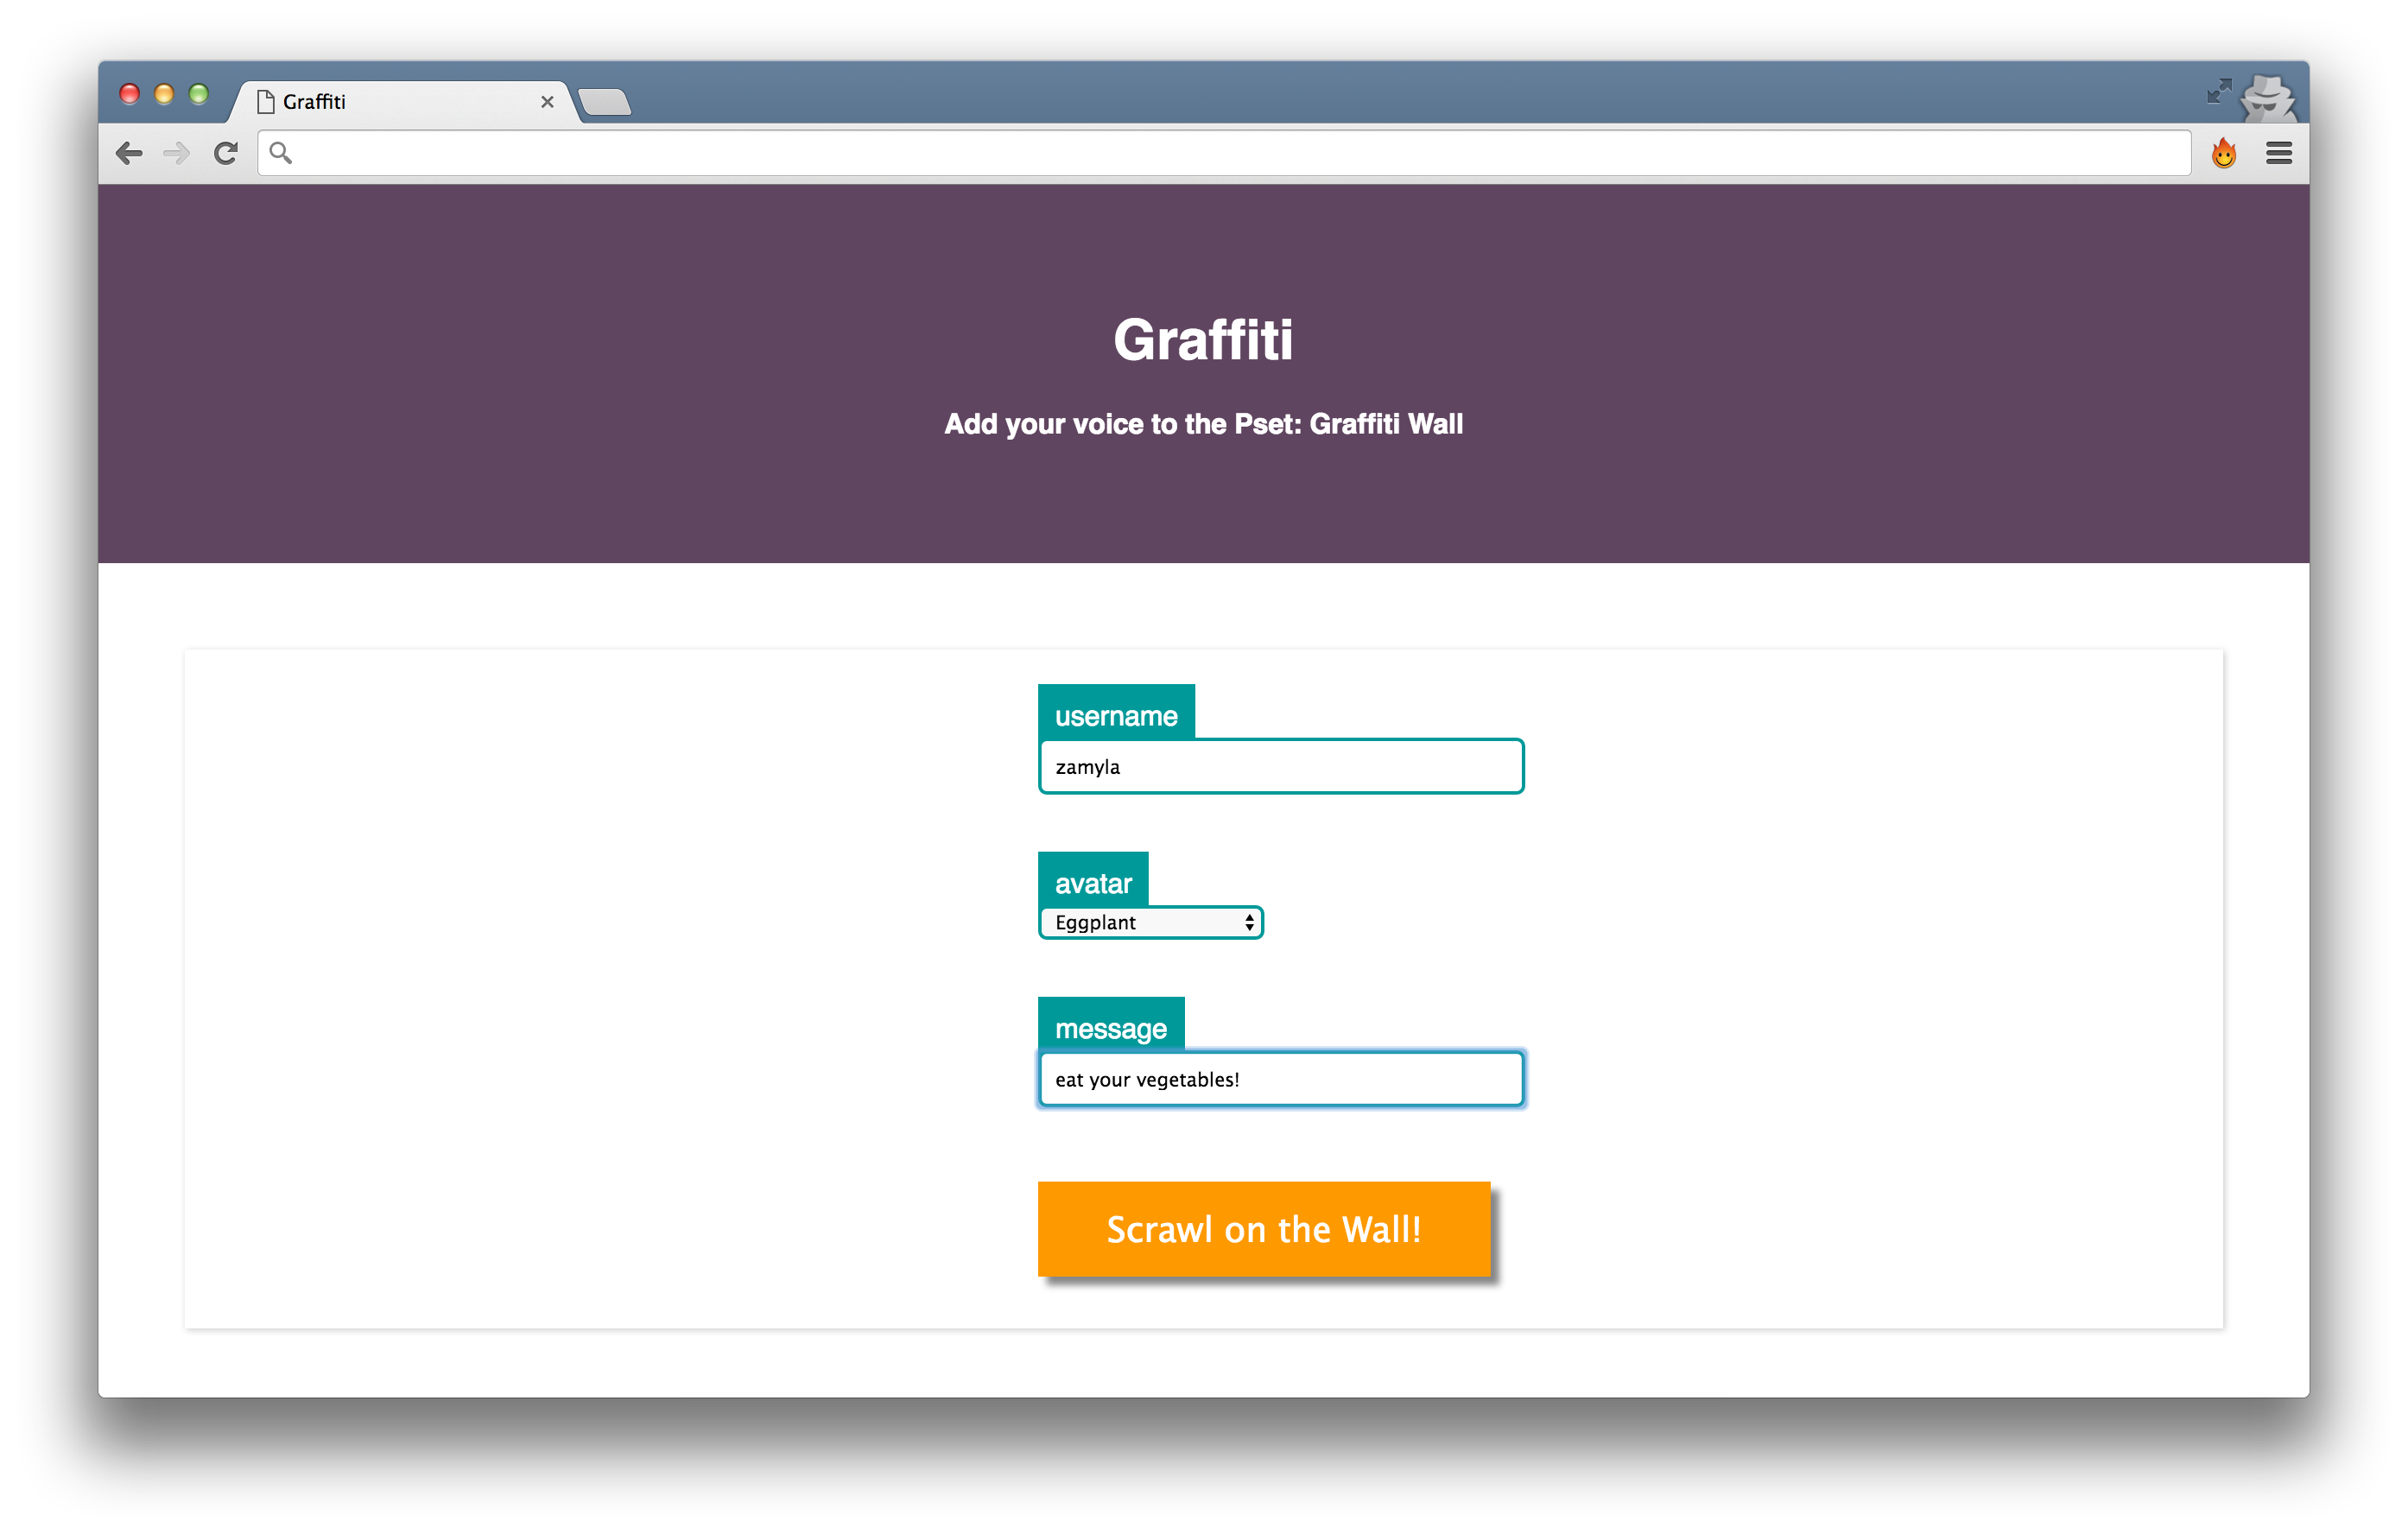 Graffiti
Graffiti
Add your voice to the Pset: Graffiti Wall
username
zamyla
avatar
Eggplant
message
eat your vegetables!
Scrawl on the Wall!